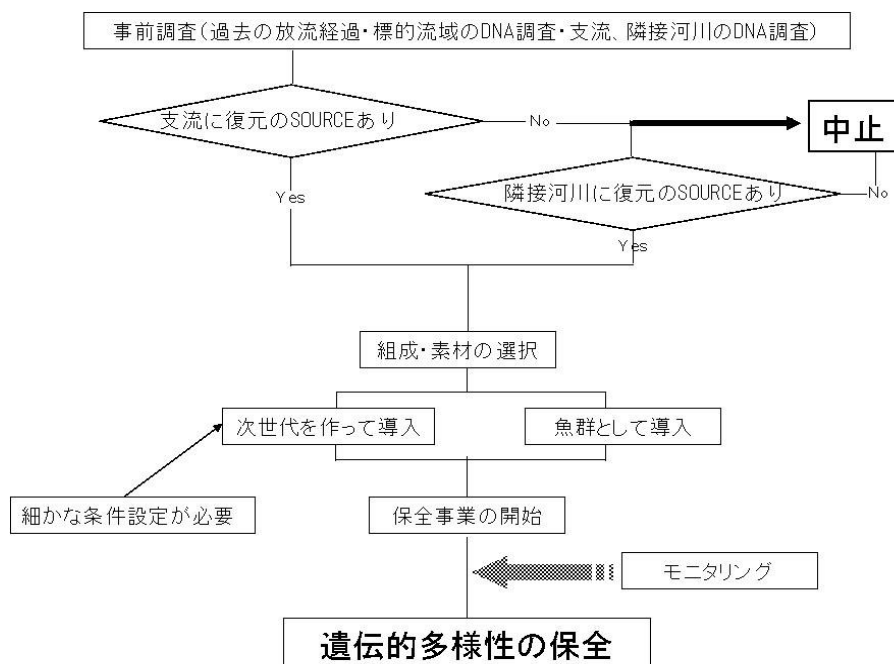 事前調査(過去の放流経過・標的流域のDNA調査・支流、隣接河川のDNA調査)
支流に復元のSOURCEあり
No
中止
Yes
隣接河川に復元のSOURCEあり
No
Yes
組成・素材の選択
次世代を作って導入
魚群として導入
細かな条件設定が必要
保全事業の開始
モニタリング
遺伝的多様性の保全